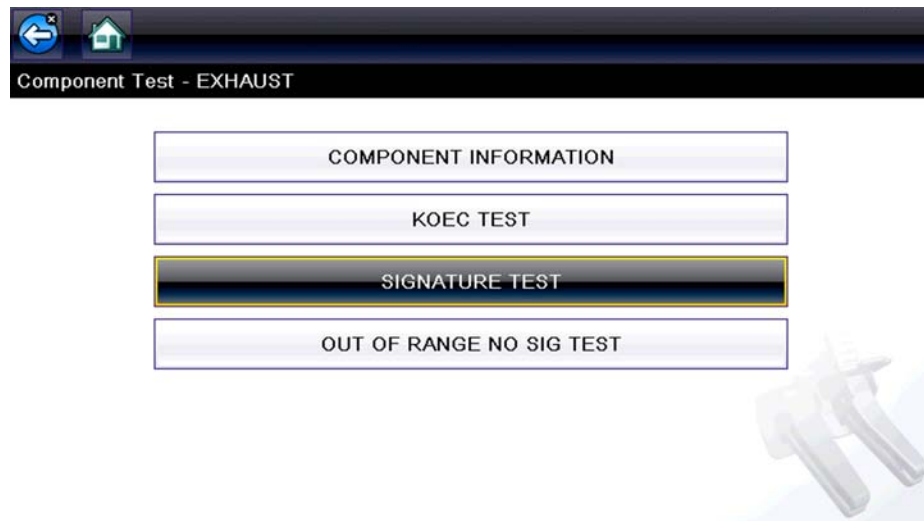 Component Test - EXHAUST
COMPONENT INFORMATION
KOEC TEST
SIGNATURE TEST
OUT OF RANGE NO SIG TEST